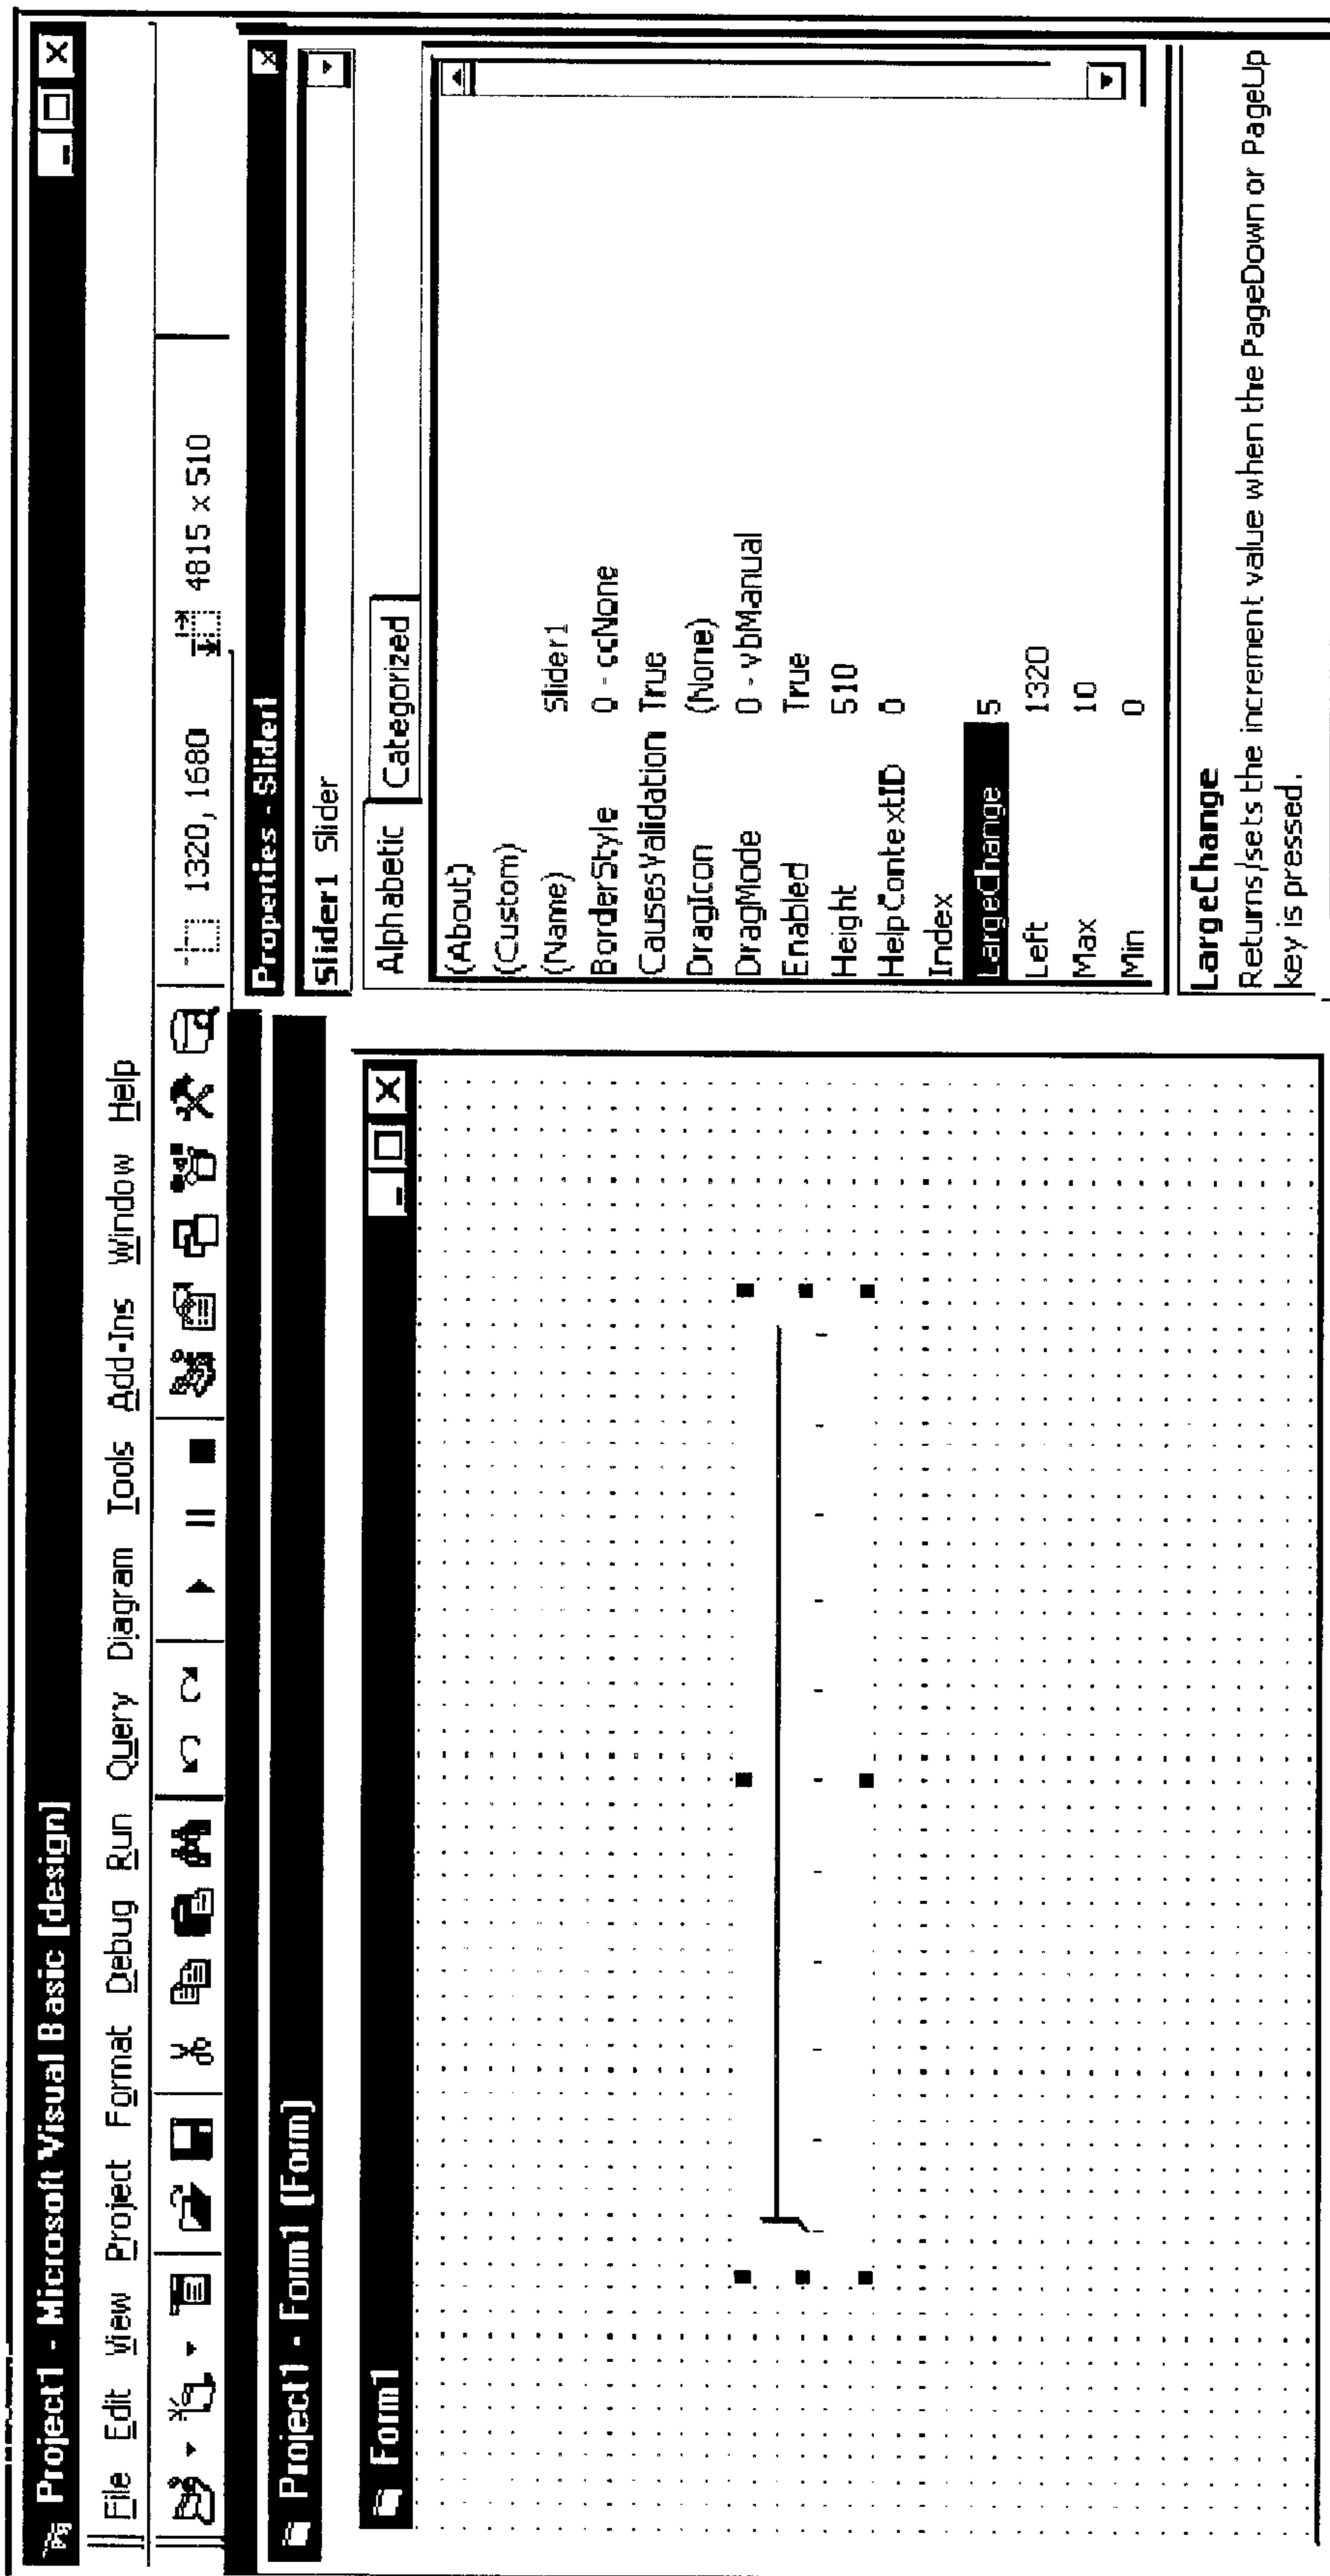 Project1 - Microsoft Visual Basic [design]
File Edit View Project Format Debug Run Query Diagram Tools Add-Ins Window Help
1320, 1680 4815 x 510
Project1 - Form1 (Form)
Form1
Properties - Slider1
Slider1 Slider
Alphabetic Categorized
(About)
(Custom)
(Name) Slider1
BorderStyle 0 - ccNone
CausesValidation True
DragIcon (None)
DragMode 0 - vbManual
Enabled True
Height 510
HelpContextID 0
Index
LargeChange 5
Left 1320
Max 10
Min 0
LargeChange
Returns/sets the increment value when the PageDown or PageUp
key is pressed.